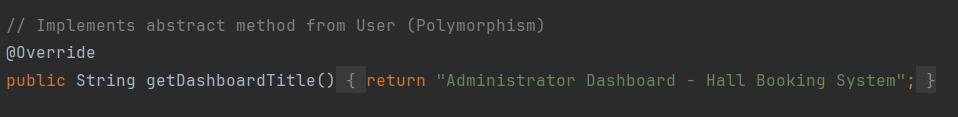 // Implements abstract method from User (Polymorphism)
@Override
public String getDashboardTitle() { return "Administrator Dashboard - Hall Booking System"; }